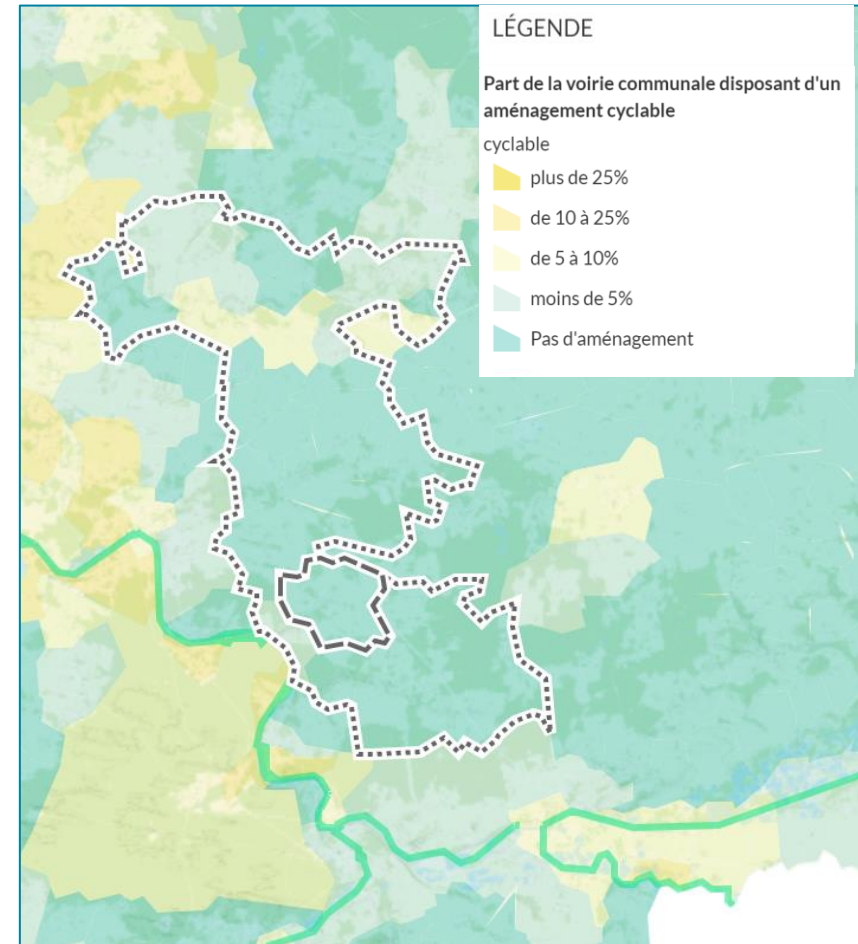 LÉGENDE
Part de la voirie communale disposant d'un
aménagement cyclable
cyclable
plus de 25%
de 10 à 25%
de 5 à 10%
moins de 5%
Pas d'aménagement